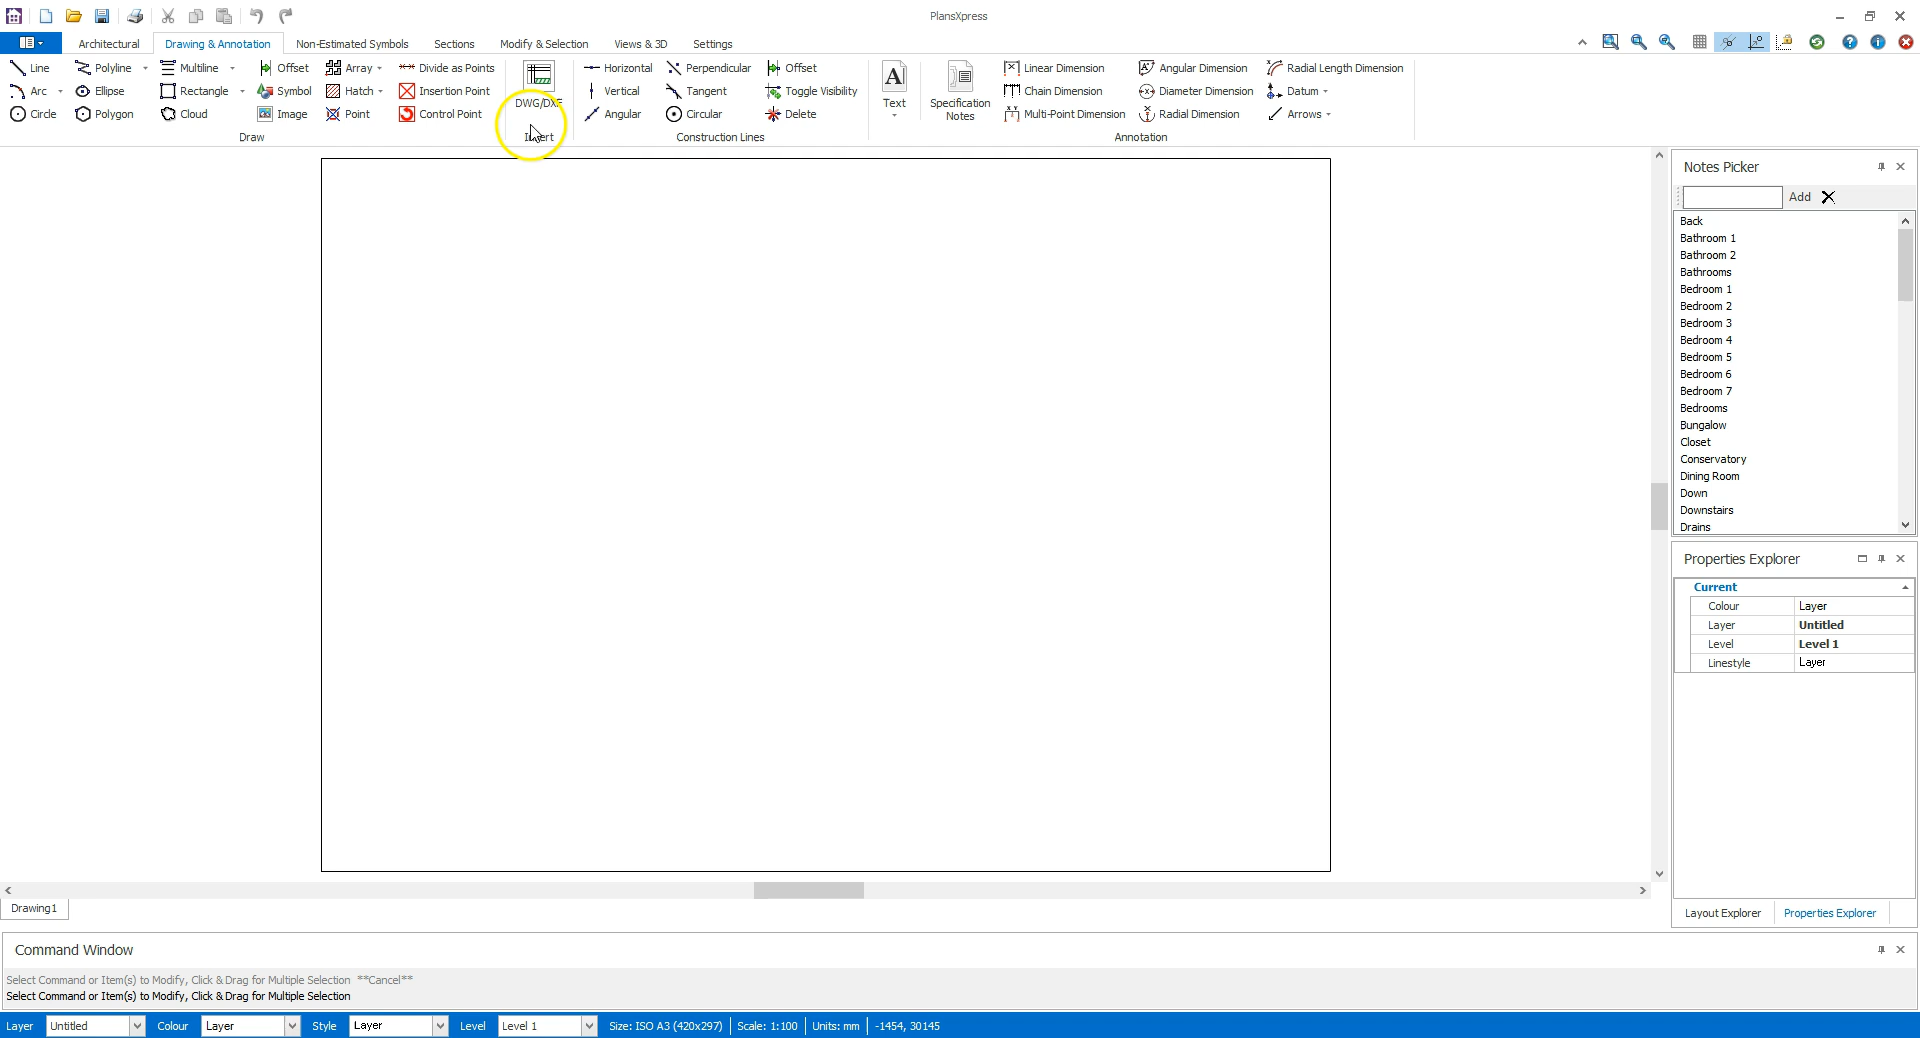 PlansXpress
Architectural Drawing & Annotation Non-Estimated Symbols Sections Modify & Selection Views & 3D Settings
Line Polyline Multiline Offset Array Divide as Points Horizontal Perpendicular Offset Linear Dimension Angular Dimension Radial Length Dimension
Arc Ellipse Rectangle Symbol Hatch Insertion Point DWG/DXF Vertical Tangent Toggle Visibility Text Specification Notes Chain Dimension Diameter Dimension Datum
Circle Polygon Cloud Image Point Control Point Angular Circular Delete Multi-Point Dimension Radial Dimension Arrows
Draw Insert Construction Lines Annotation
Notes Picker
Add
Back
Bathroom 1
Bathroom 2
Bathrooms
Bedroom 1
Bedroom 2
Bedroom 3
Bedroom 4
Bedroom 5
Bedroom 6
Bedroom 7
Bedrooms
Bungalow
Closet
Conservatory
Dining Room
Down
Downstairs
Drains
Properties Explorer
Current
Colour Layer
Layer Untitled
Level Level 1
Linestyle Layer
Layout Explorer Properties Explorer
Drawing1
Command Window
Select Command or Item(s) to Modify, Click & Drag for Multiple Selection **Cancel**
Select Command or Item(s) to Modify, Click & Drag for Multiple Selection
Layer Untitled Colour Layer Style Layer Level Level 1 Size: ISO A3 (420x297) Scale: 1:100 Units: mm -1454, 30145